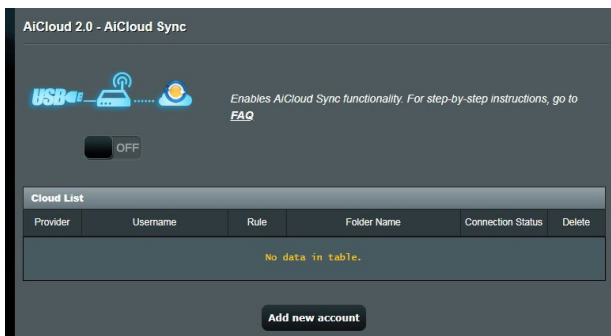 AiCloud 2.0 - AiCloud Sync
USB
Enables AiCloud Sync functionality. For step-by-step instructions, go to
FAQ
OFF
Cloud List
Provider Username Rule Folder Name Connection Status Delete
No data in table.
Add new account